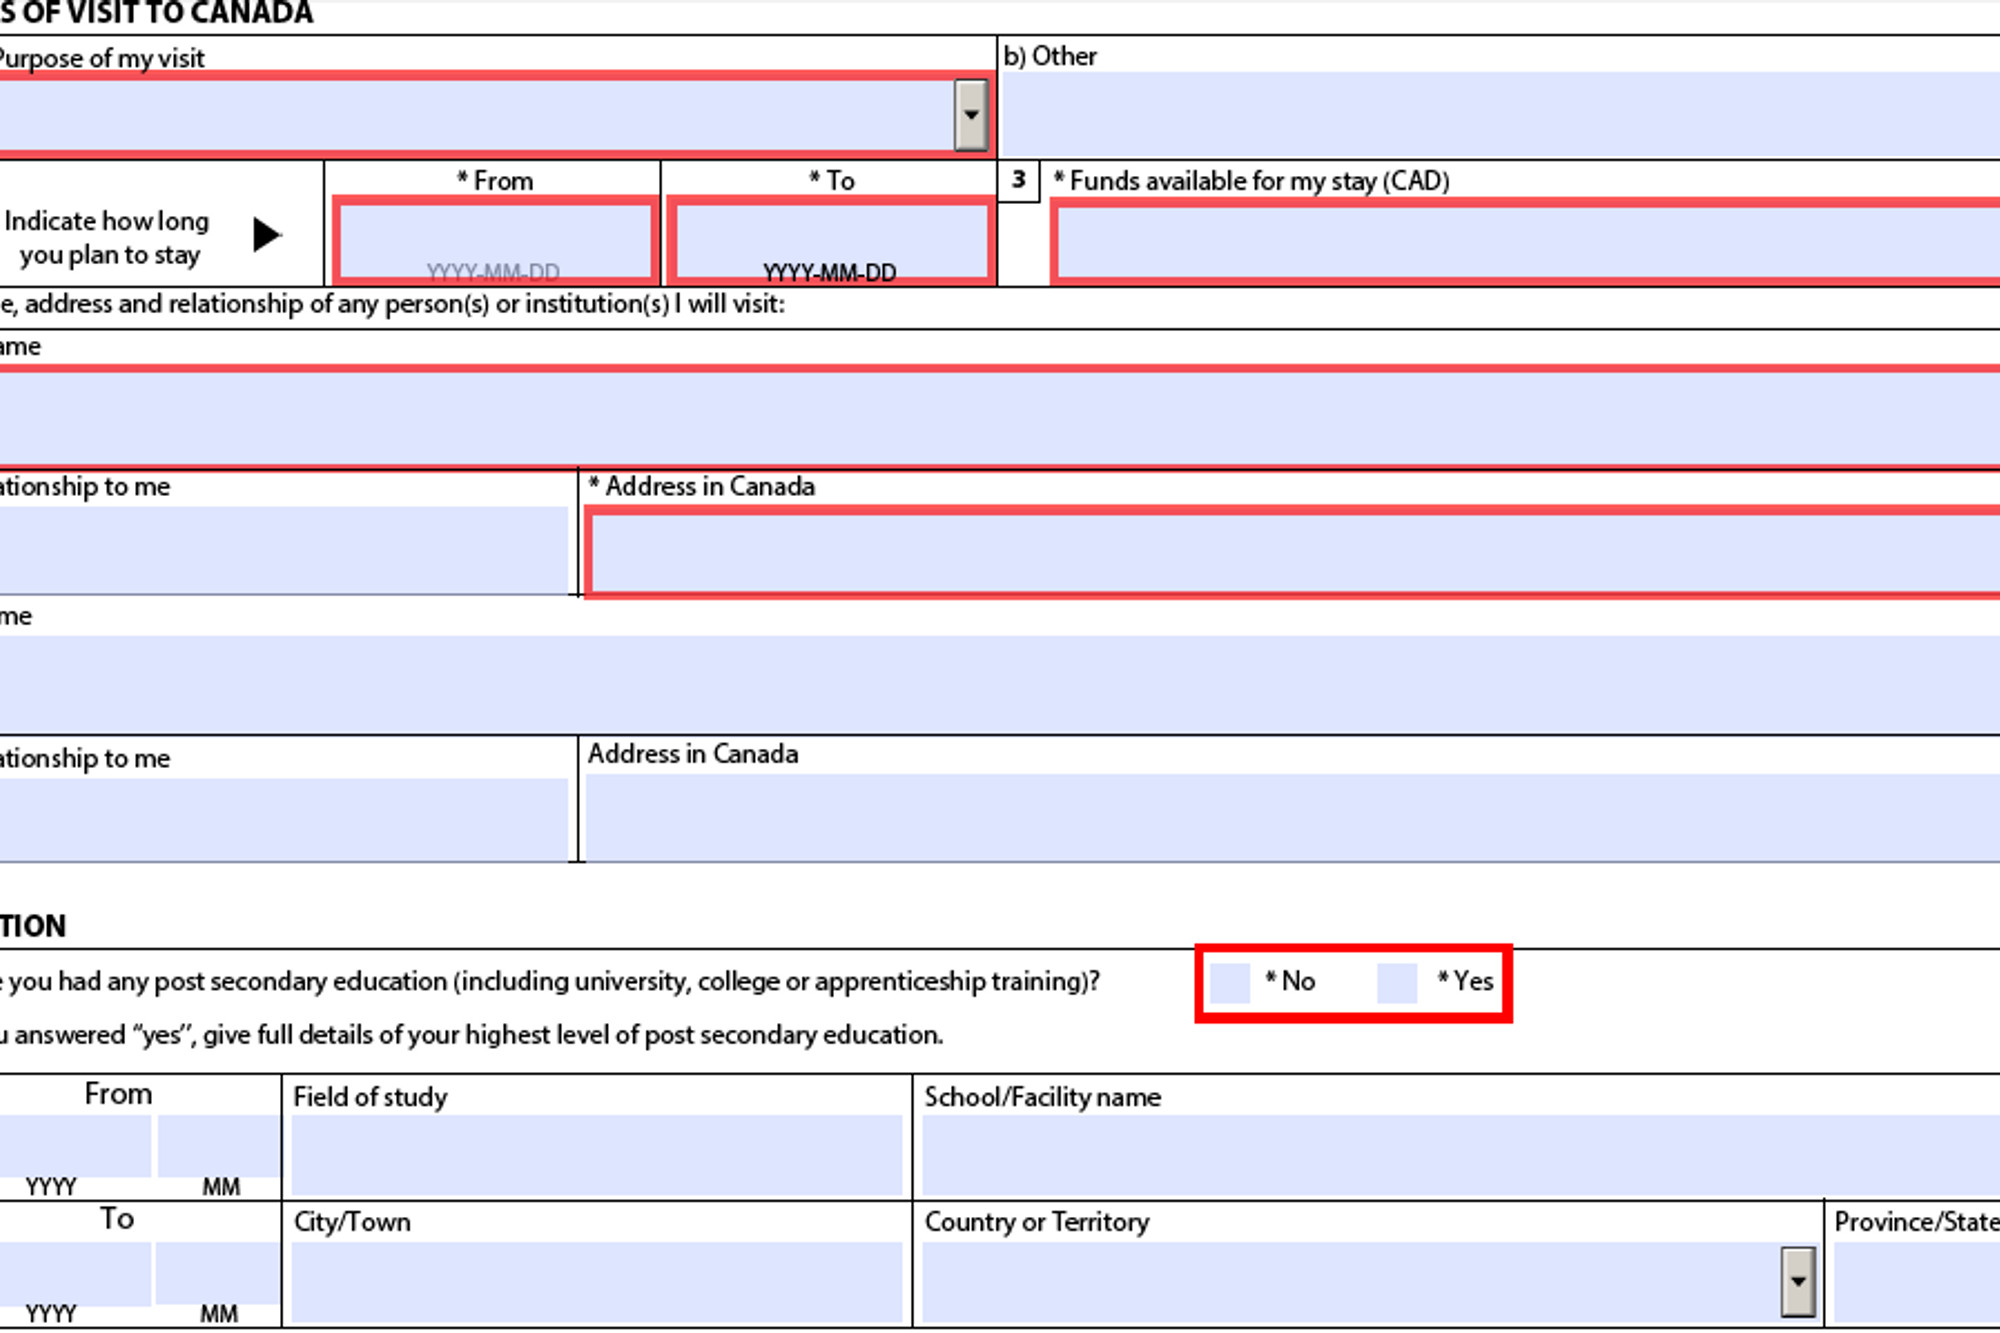 S OF VISIT TO CANADA
Purpose of my visit
b) Other
Indicate how long
you plan to stay
* From
YYYY-MM-DD
* To
YYYY-MM-DD
3
* Funds available for my stay (CAD)
e, address and relationship of any person(s) or institution(s) I will visit:
ame
ationship to me
* Address in Canada
me
ationship to me
Address in Canada
TION
e you had any post secondary education (including university, college or apprenticeship training)?
* No
* Yes
u answered “yes”, give full details of your highest level of post secondary education.
From
YYYY
MM
Field of study
School/Facility name
To
YYYY
MM
City/Town
Country or Territory
Province/State